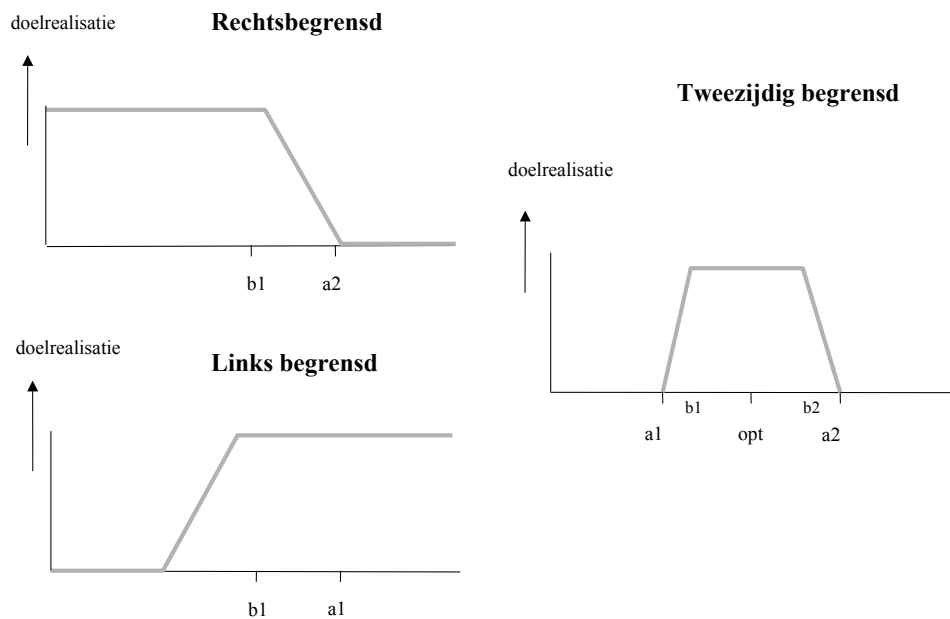 doelrealisatie
Rechtsbegrensd
b1 a2
doelrealisatie
Links begrensd
b1 a1
Tweezijdig begrensd
doelrealisatie
b1 b2
a1 opt a2